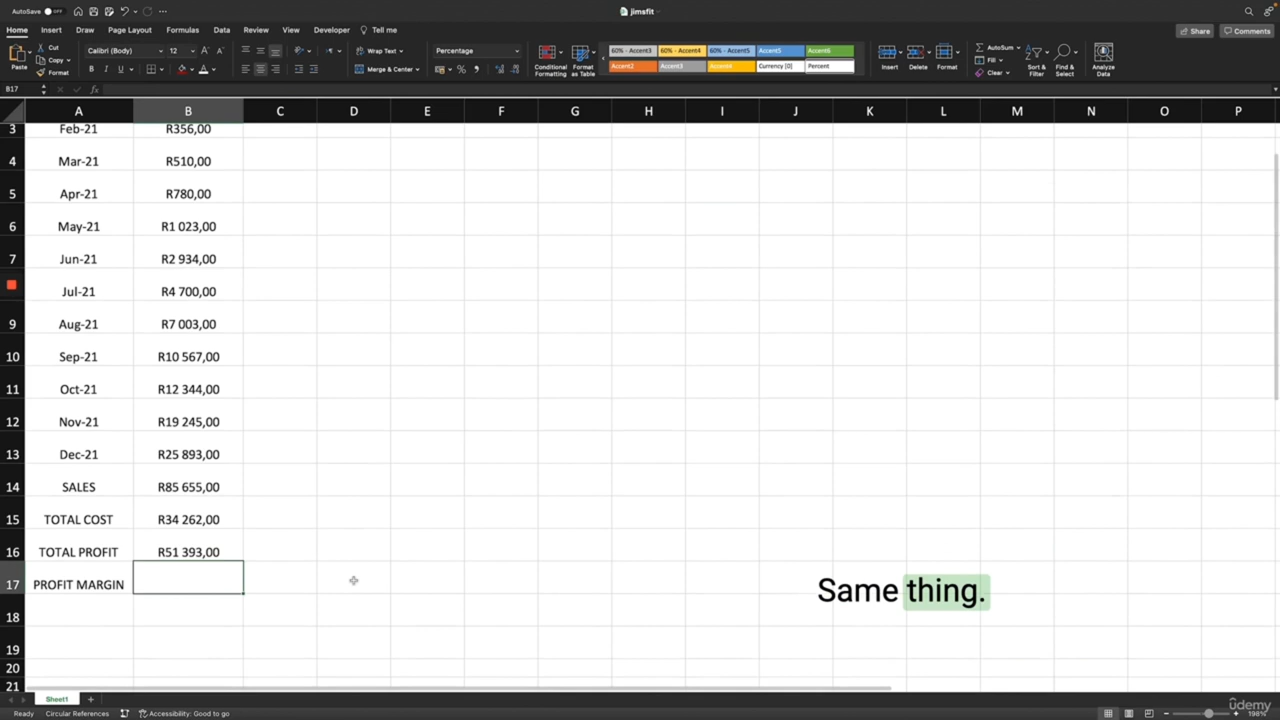 AutoSave OFF jimsfit
Home Insert Draw Page Layout Formulas Data Review View Developer Tell me Share Comments
Paste Cut Copy Format Calibri (Body) 12 Wrap Text Merge & Center Percentage Conditional Formatting Format as Table 60% - Accent3 60% - Accent4 60% - Accent5 Accent5 Accent6 Accent2 Accent3 Accent4 Currency [0] Percent Insert Delete Format AutoSum Fill Clear Sort & Filter Find & Select Analyze Data
B17 fx
A B C D E F G H I J K L M N O P
3 Feb-21 R356,00
4 Mar-21 R510,00
5 Apr-21 R780,00
6 May-21 R1 023,00
7 Jun-21 R2 934,00
Jul-21 R4 700,00
9 Aug-21 R7 003,00
10 Sep-21 R10 567,00
11 Oct-21 R12 344,00
12 Nov-21 R19 245,00
13 Dec-21 R25 893,00
14 SALES R85 655,00
15 TOTAL COST R34 262,00
16 TOTAL PROFIT R51 393,00
17 PROFIT MARGIN
Same thing.
18
19
20
21
Sheet1
Ready Circular References Accessibility: Good to go 198%
udemy